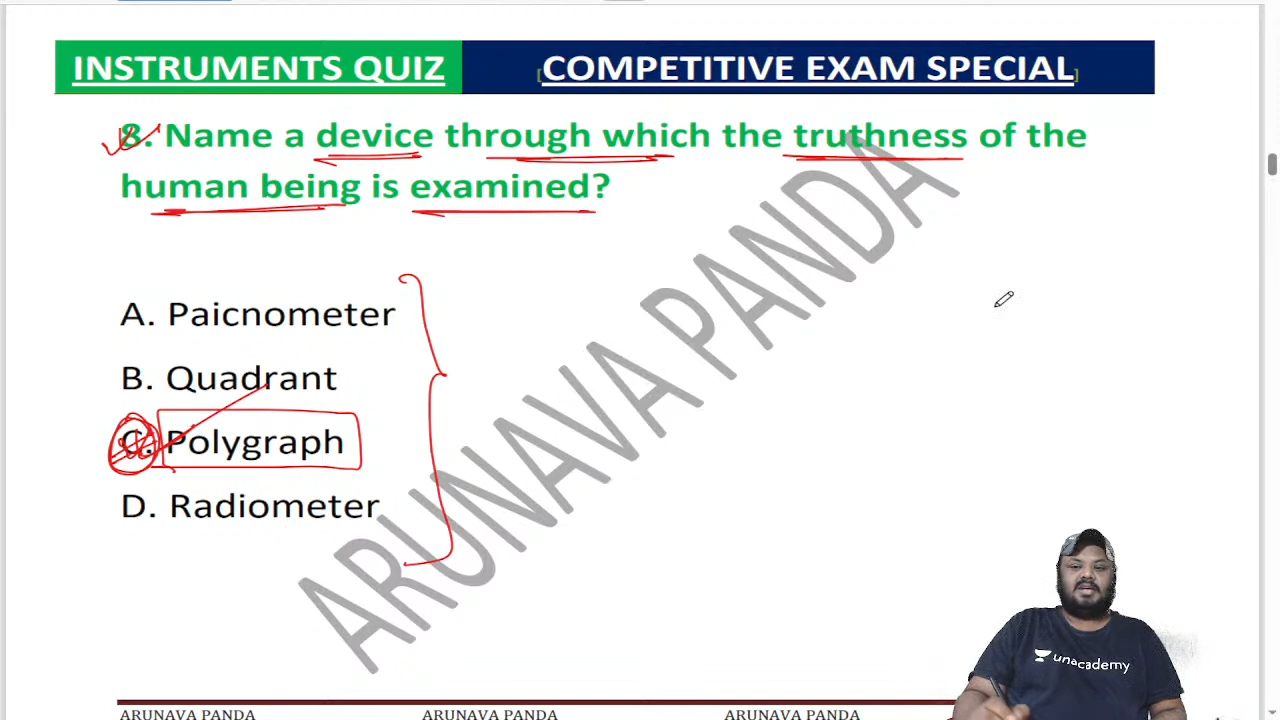 INSTRUMENTS QUIZ
[COMPETITIVE EXAM SPECIAL]
8. Name a device through which the truthness of the
human being is examined?
A. Paicnometer
B. Quadrant
C. Polygraph
D. Radiometer
ARUNAVA PANDA
unacademy
ARUNAVA PANDA
ARUNAVA PANDA
ARUNAVA PANDA